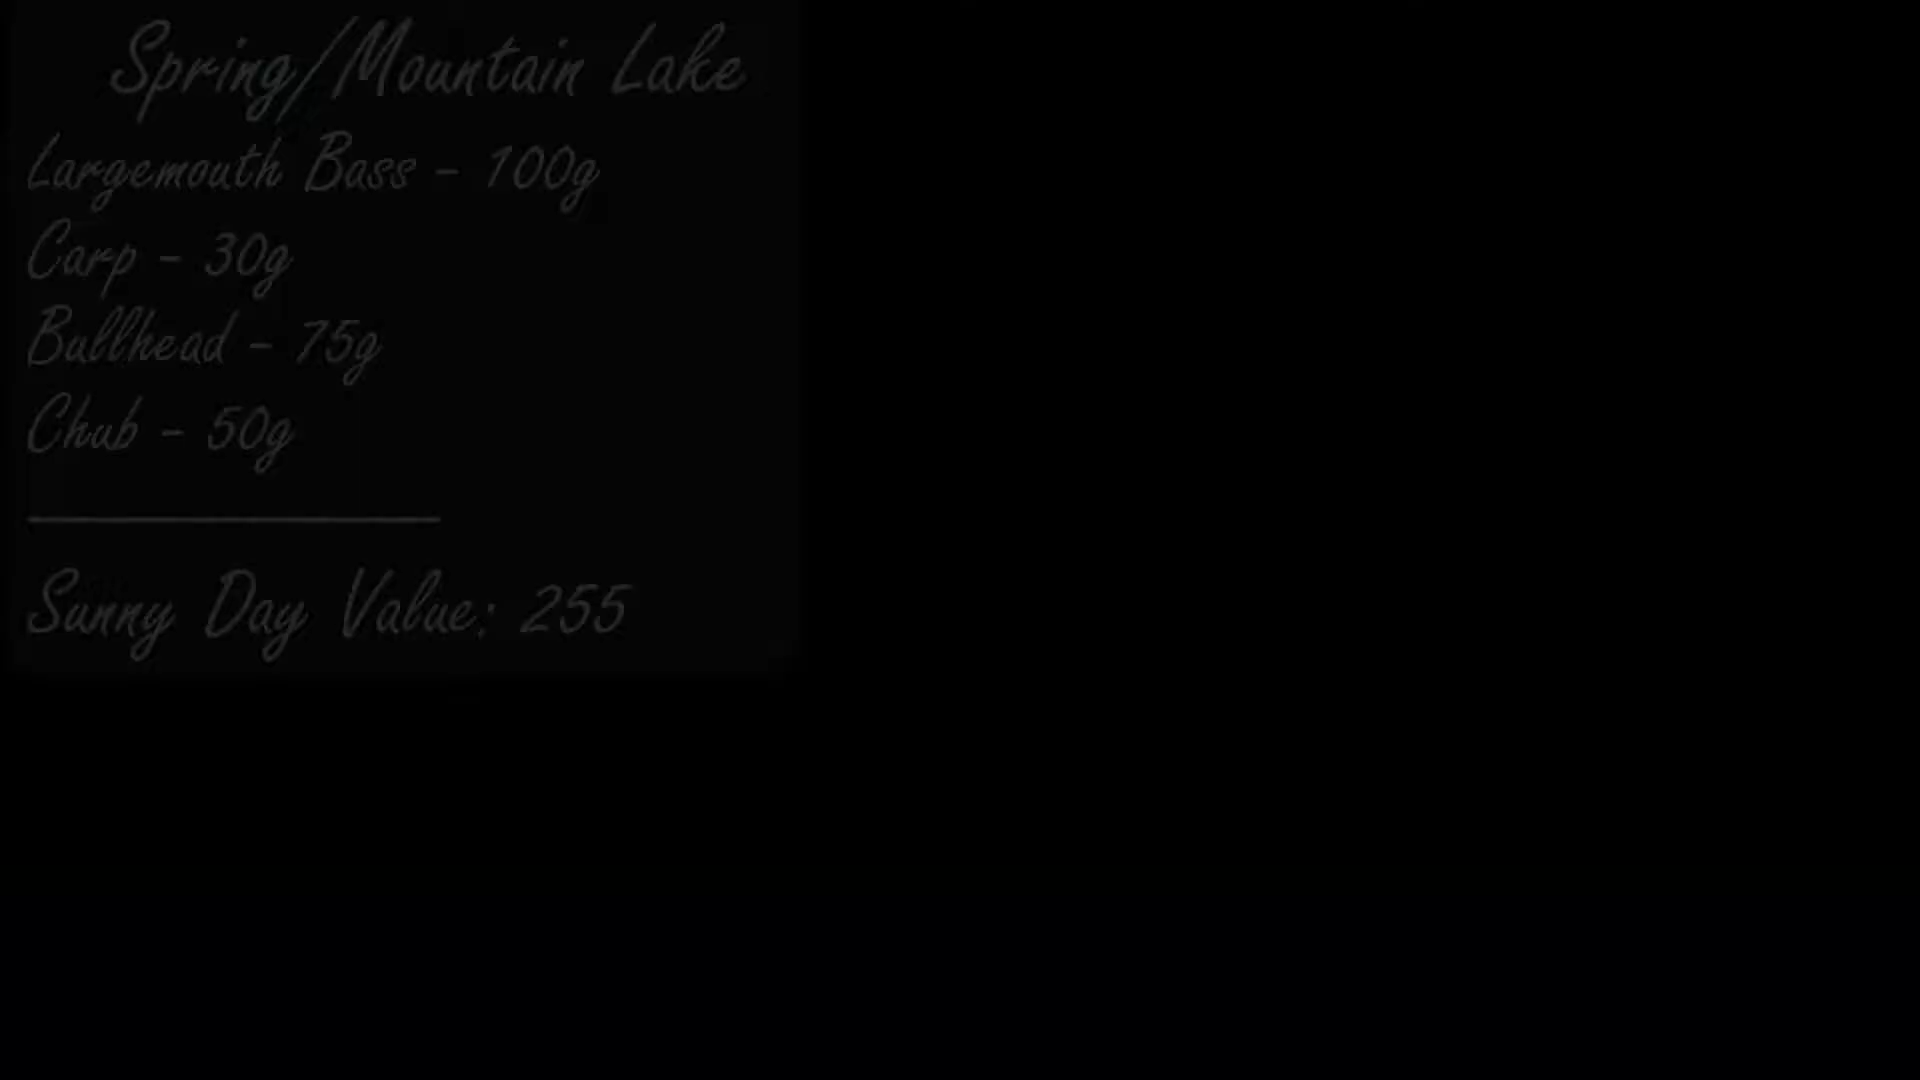 Spring/Mountain Lake
Largemouth Bass - 100g
Carp - 30g
Bullhead - 75g
Chub - 50g
Sunny Day Value: 255